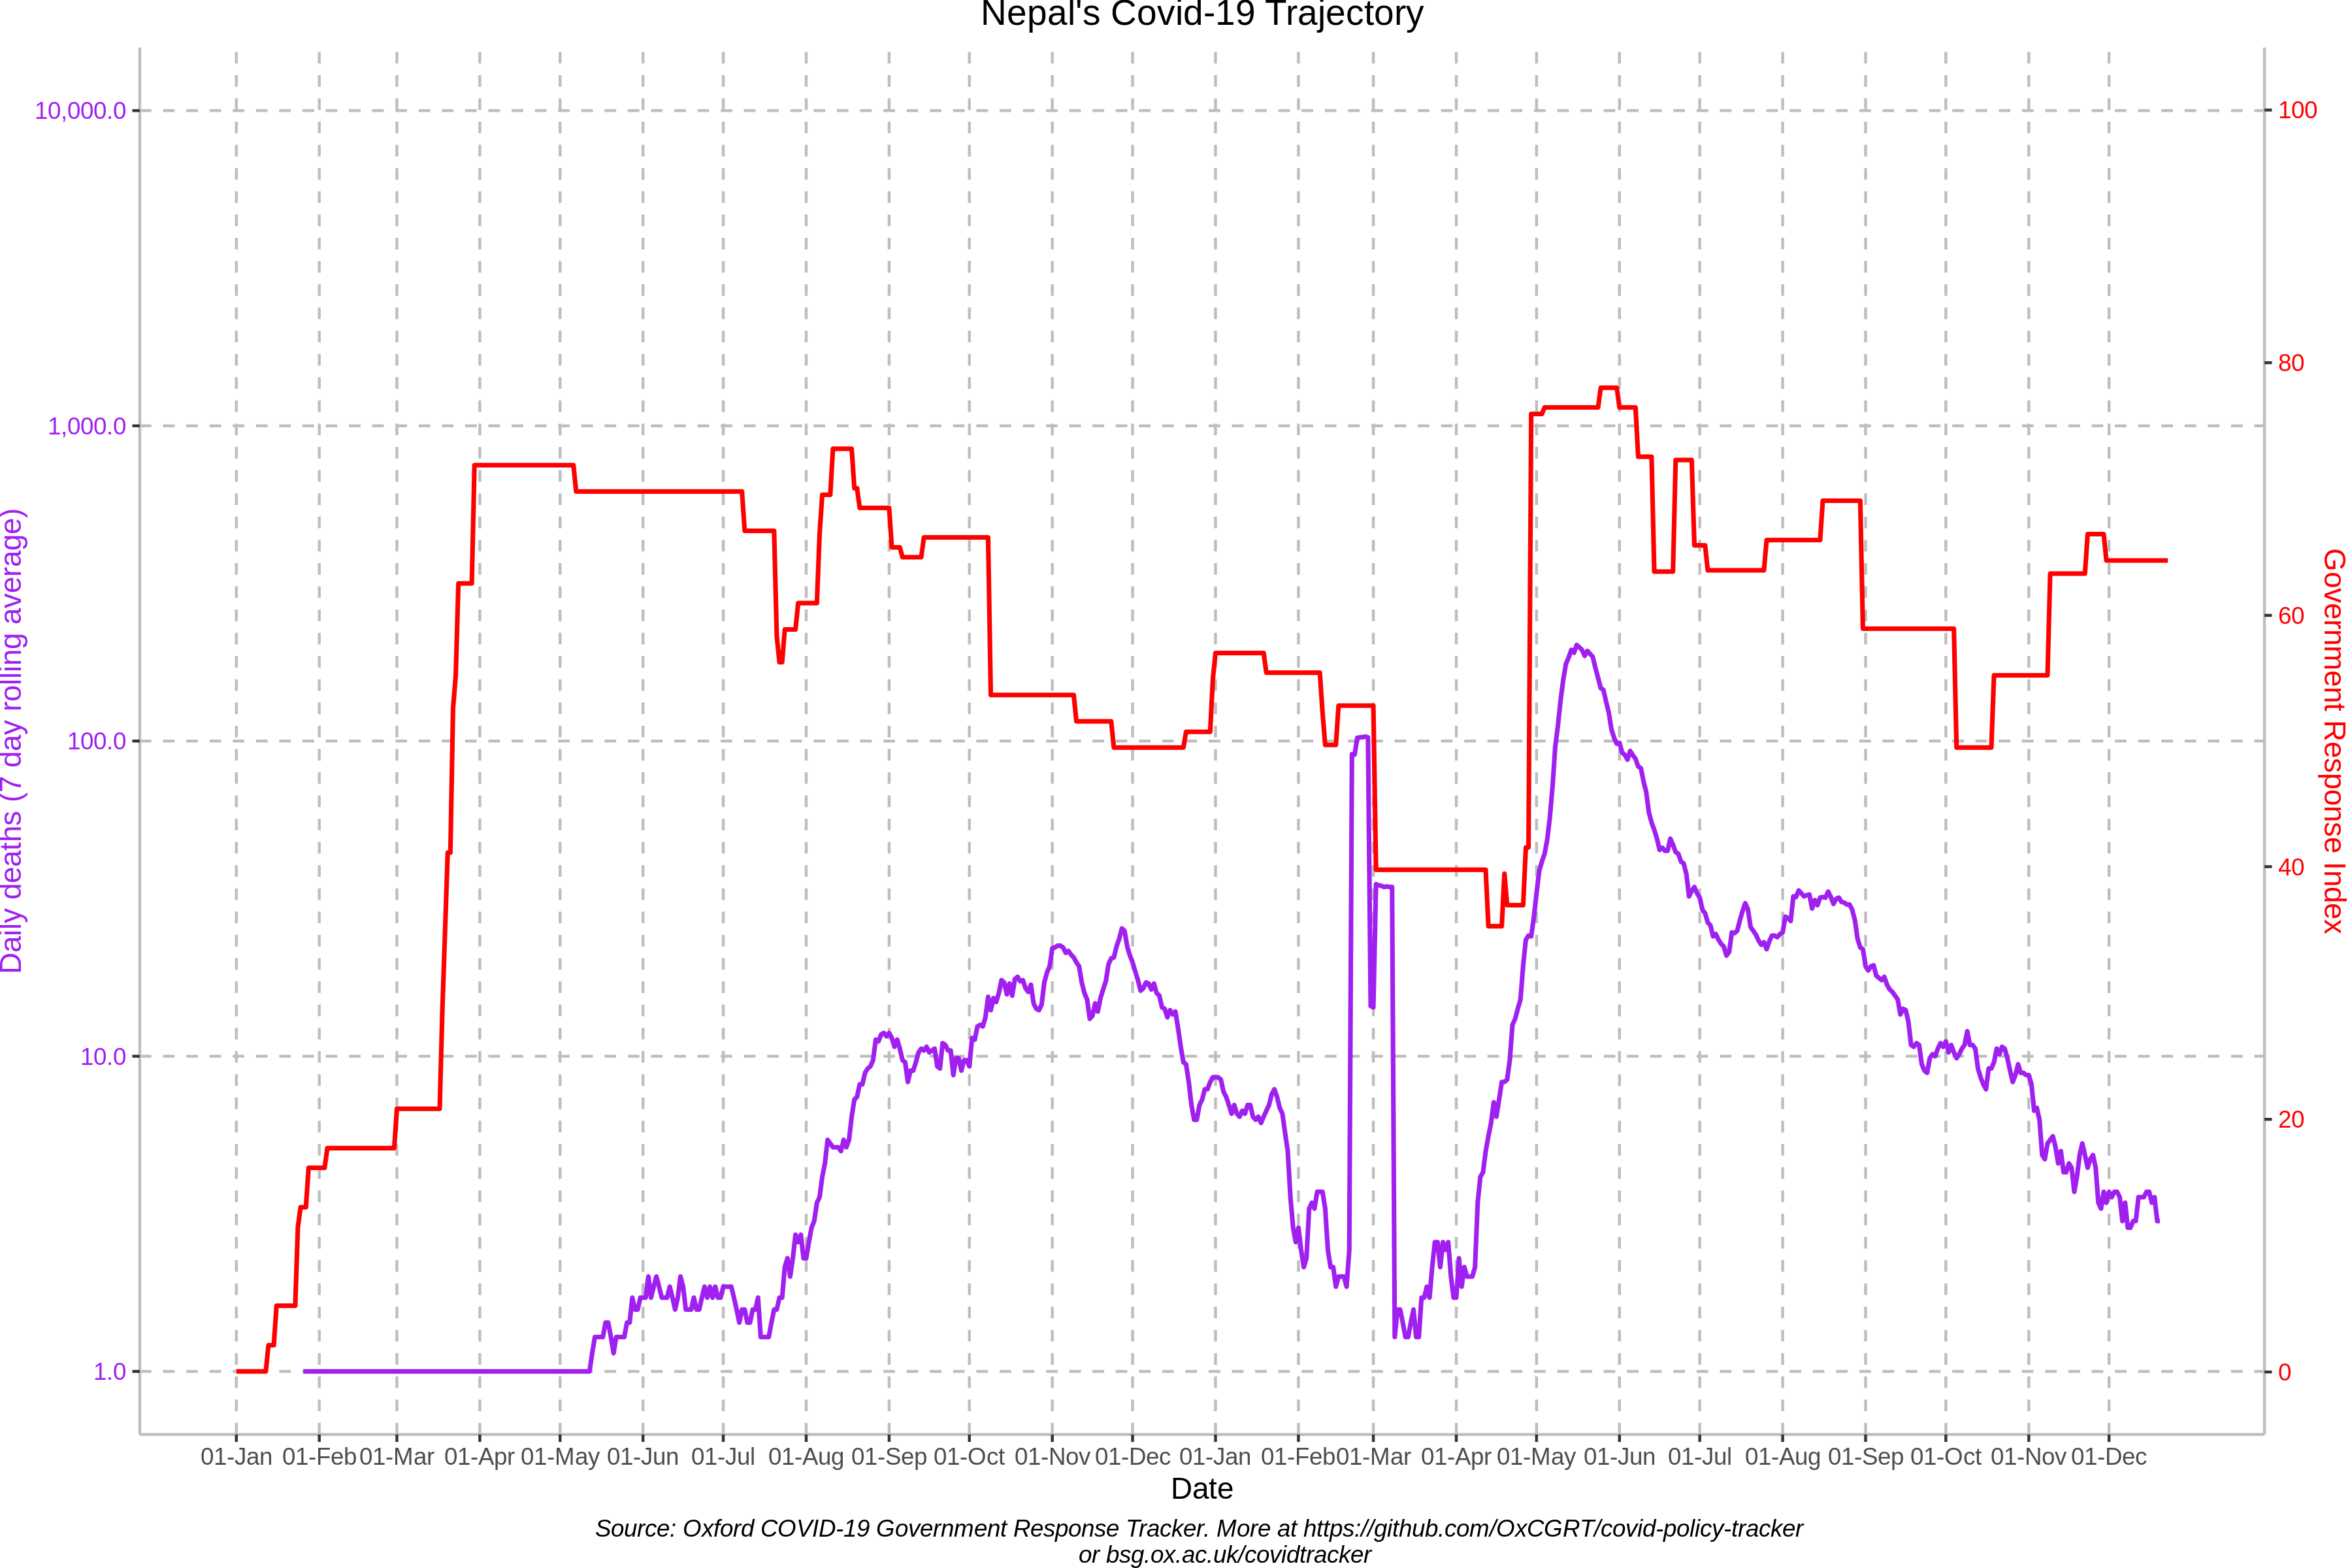 Nepal's Covid-19 Trajectory
10,000.0
1,000.0
100.0
10.0
1.0
Daily deaths (7 day rolling average)
100
80
60
40
20
0
Government Response Index
01-Jan 01-Feb 01-Mar 01-Apr 01-May 01-Jun 01-Jul 01-Aug 01-Sep 01-Oct 01-Nov 01-Dec 01-Jan 01-Feb 01-Mar 01-Apr 01-May 01-Jun 01-Jul 01-Aug 01-Sep 01-Oct 01-Nov 01-Dec
Date
Source: Oxford COVID-19 Government Response Tracker. More at https://github.com/OxCGRT/covid-policy-tracker
or bsg.ox.ac.uk/covidtracker